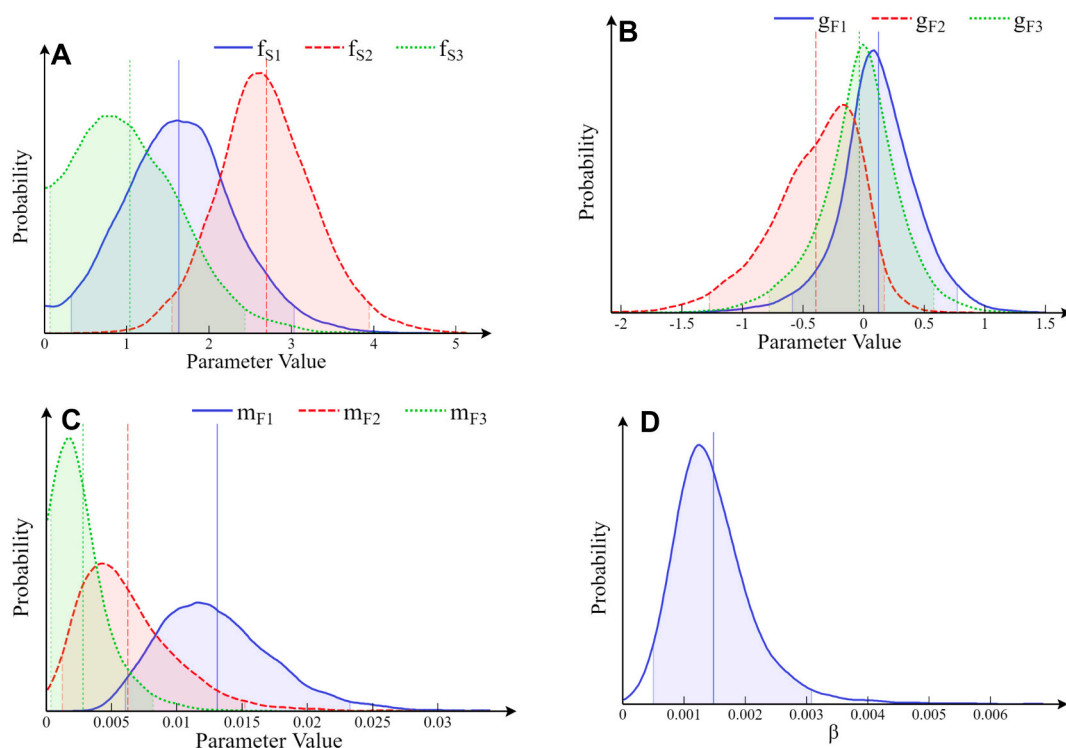 A
f_S1 f_S2 f_S3
Probability
0 1 2 3 4 5
Parameter Value
B
g_F1 g_F2 g_F3
Probability
-2 -1.5 -1 -0.5 0 0.5 1 1.5
Parameter Value
C
m_F1 m_F2 m_F3
Probability
0 0.005 0.01 0.015 0.02 0.025 0.03
Parameter Value
D
Probability
0 0.001 0.002 0.003 0.004 0.005 0.006
β